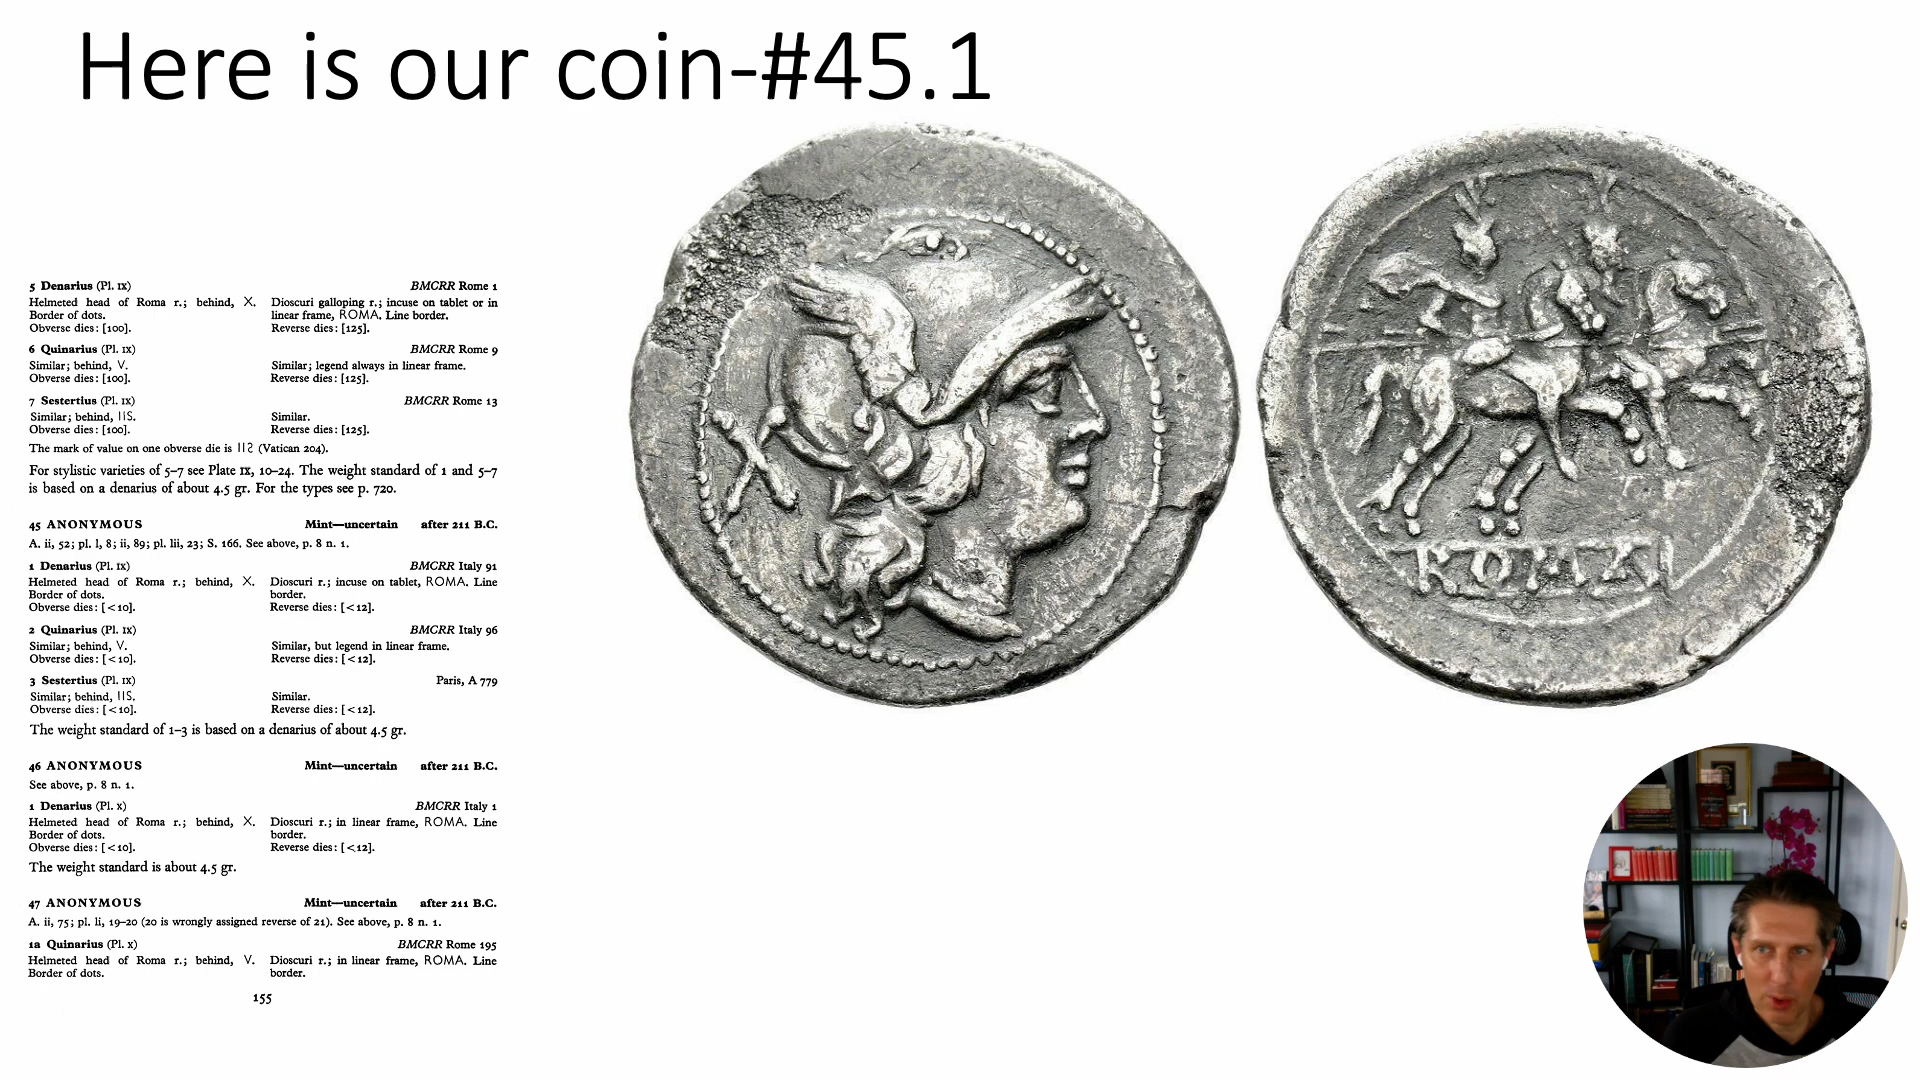 Here is our coin-#45.1
5 Denarius (Pl. IX) BMCRR Rome 1
Helmeted head of Roma r.; behind, X. Dioscuri galloping r.; incuse on tablet or in
Border of dots. linear frame, ROMA. Line border.
Obverse dies: [100]. Reverse dies: [125].
6 Quinarius (Pl. IX) BMCRR Rome 9
Similar; behind, V. Similar; legend always in linear frame.
Obverse dies: [100]. Reverse dies: [125].
7 Sestertius (Pl. IX) BMCRR Rome 13
Similar; behind, IIS. Similar.
Obverse dies: [100]. Reverse dies: [125].
The mark of value on one obverse die is IIS (Vatican 204).
For stylistic varieties of 5–7 see Plate IX, 10–24. The weight standard of 1 and 5–7
is based on a denarius of about 4.5 gr. For the types see p. 720.
45 ANONYMOUS Mint—uncertain after 211 B.C.
A. ii, 52; pl. l, 8; ii, 89; pl. lii, 23; S. 166. See above, p. 8 n. 1.
1 Denarius (Pl. IX) BMCRR Italy 91
Helmeted head of Roma r.; behind, X. Dioscuri r.; incuse on tablet, ROMA. Line
Border of dots. border.
Obverse dies: [<10]. Reverse dies: [<12].
2 Quinarius (Pl. IX) BMCRR Italy 96
Similar; behind, V. Similar, but legend in linear frame.
Obverse dies: [<10]. Reverse dies: [<12].
3 Sestertius (Pl. IX) Paris, A 779
Similar; behind, IIS. Similar.
Obverse dies: [<10]. Reverse dies: [<12].
The weight standard of 1–3 is based on a denarius of about 4.5 gr.
46 ANONYMOUS Mint—uncertain after 211 B.C.
See above, p. 8 n. 1.
1 Denarius (Pl. X) BMCRR Italy 1
Helmeted head of Roma r.; behind, X. Dioscuri r.; in linear frame, ROMA. Line
Border of dots. border.
Obverse dies: [<10]. Reverse dies: [<12].
The weight standard is about 4.5 gr.
47 ANONYMOUS Mint—uncertain after 211 B.C.
A. ii, 75; pl. li, 19–20 (20 is wrongly assigned reverse of 21). See above, p. 8 n. 1.
1a Quinarius (Pl. X) BMCRR Rome 195
Helmeted head of Roma r.; behind, V. Dioscuri r.; in linear frame, ROMA. Line
Border of dots. border.
155
X
ROMA